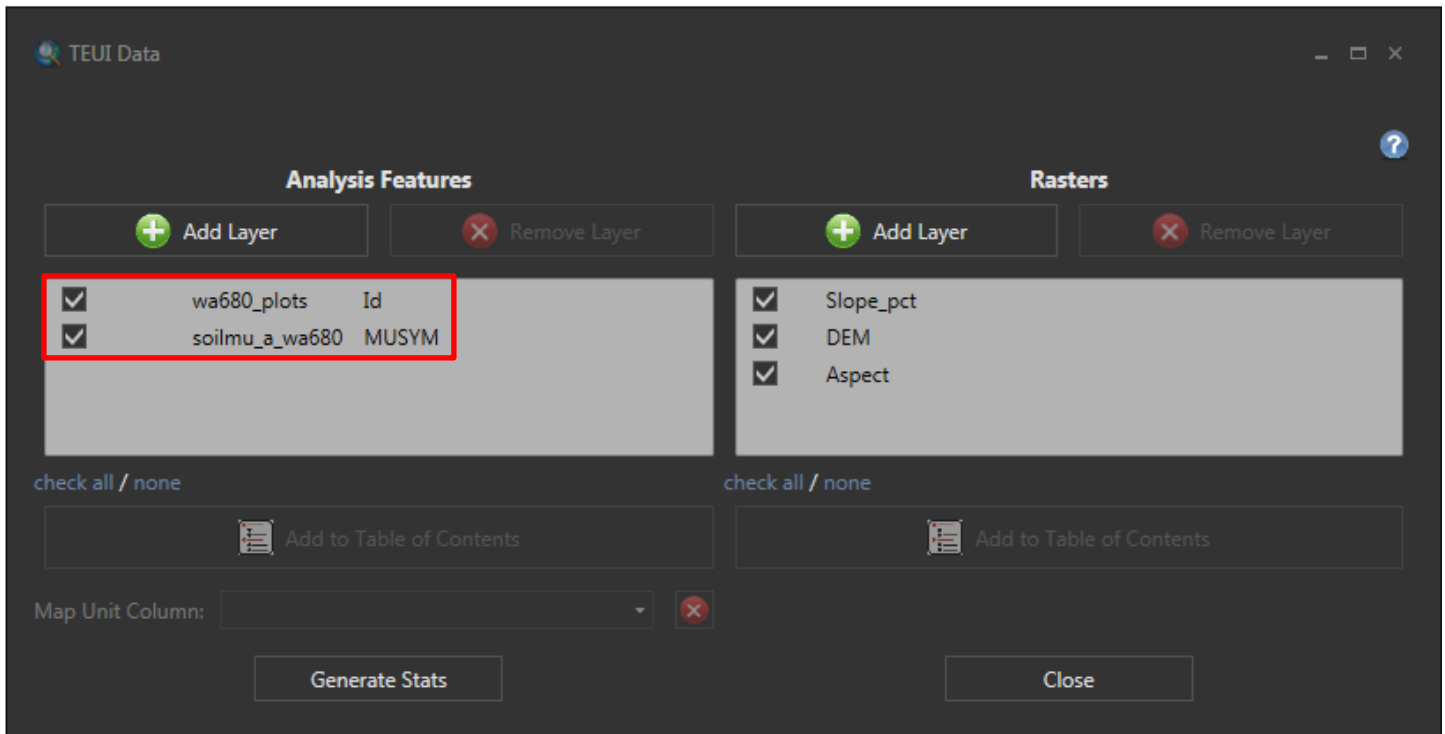 TEUI Data
?
Analysis Features
Add Layer
Remove Layer
wa680_plots Id
soilmu_a_wa680 MUSYM
check all / none
Add to Table of Contents
Map Unit Column:
Generate Stats
Rasters
Add Layer
Remove Layer
Slope_pct
DEM
Aspect
check all / none
Add to Table of Contents
Close